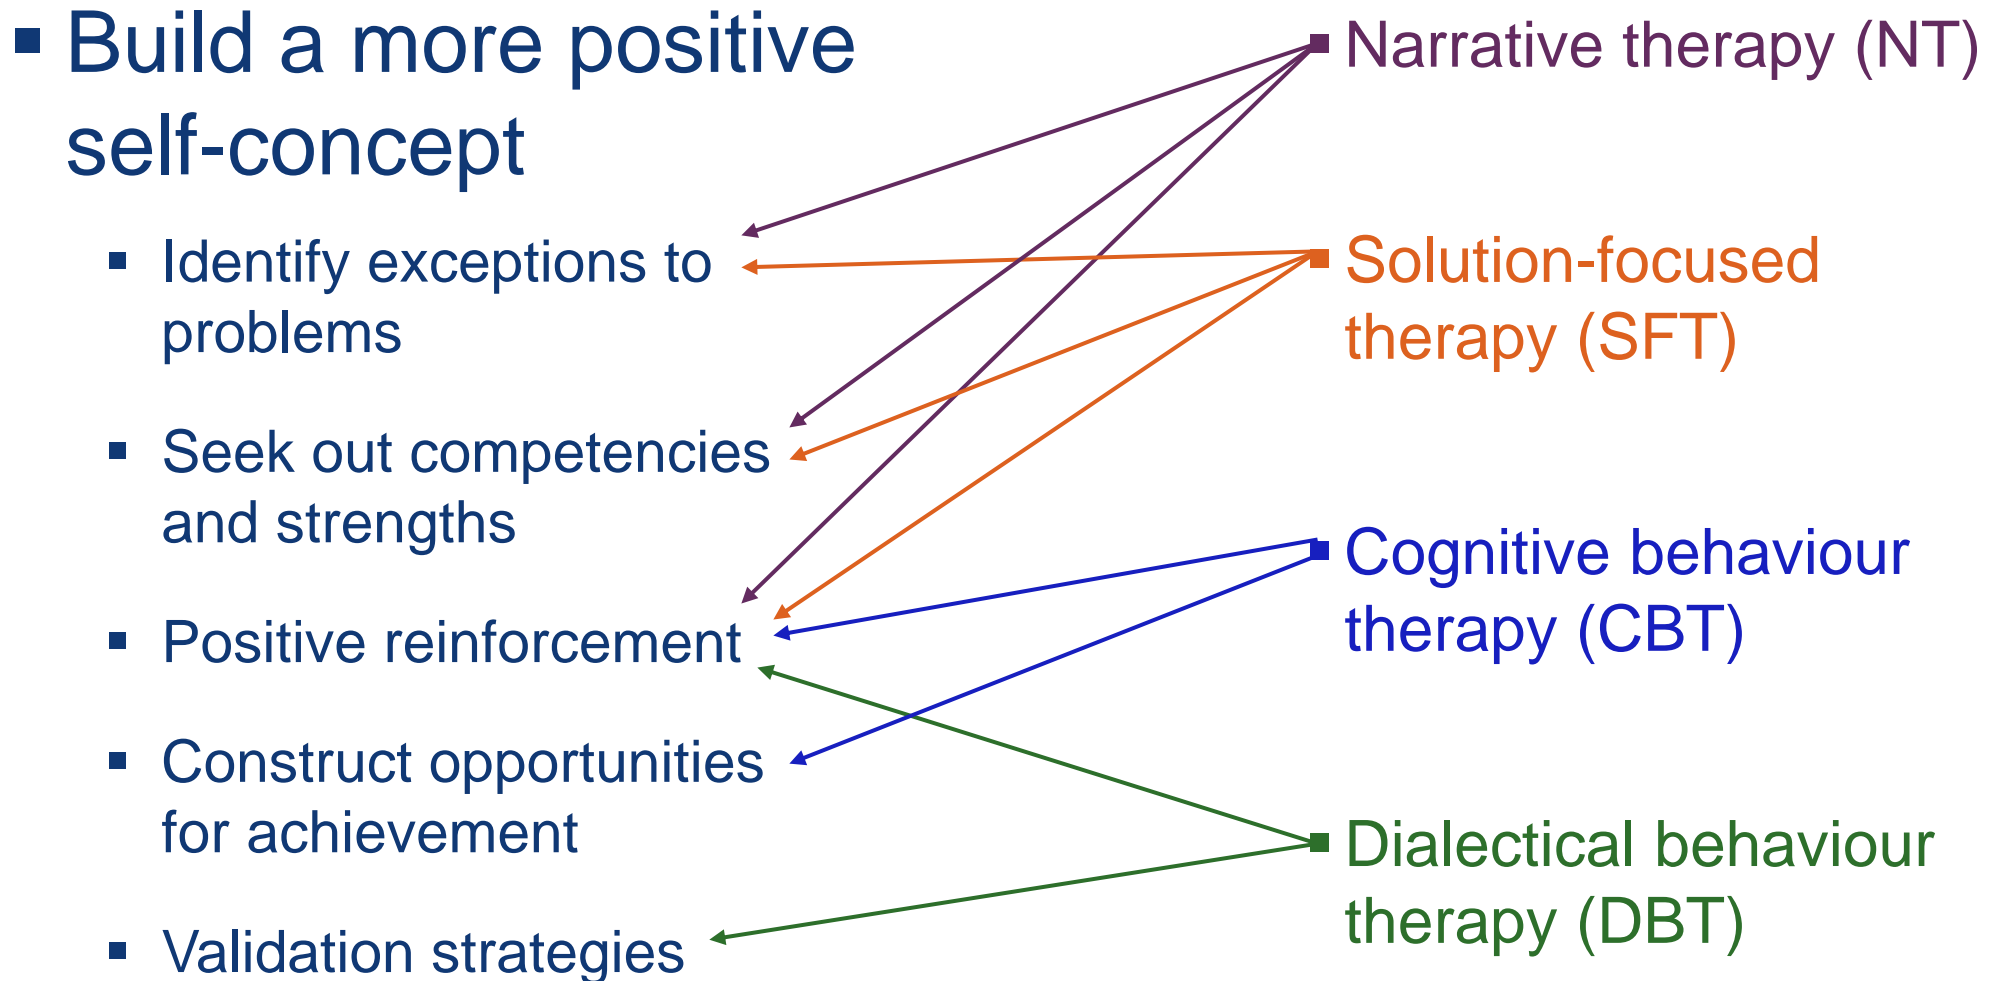 Build a more positive
self-concept
Identify exceptions to
problems
Seek out competencies
and strengths
Positive reinforcement
Construct opportunities
for achievement
Validation strategies
Narrative therapy (NT)
Solution-focused
therapy (SFT)
Cognitive behaviour
therapy (CBT)
Dialectical behaviour
therapy (DBT)